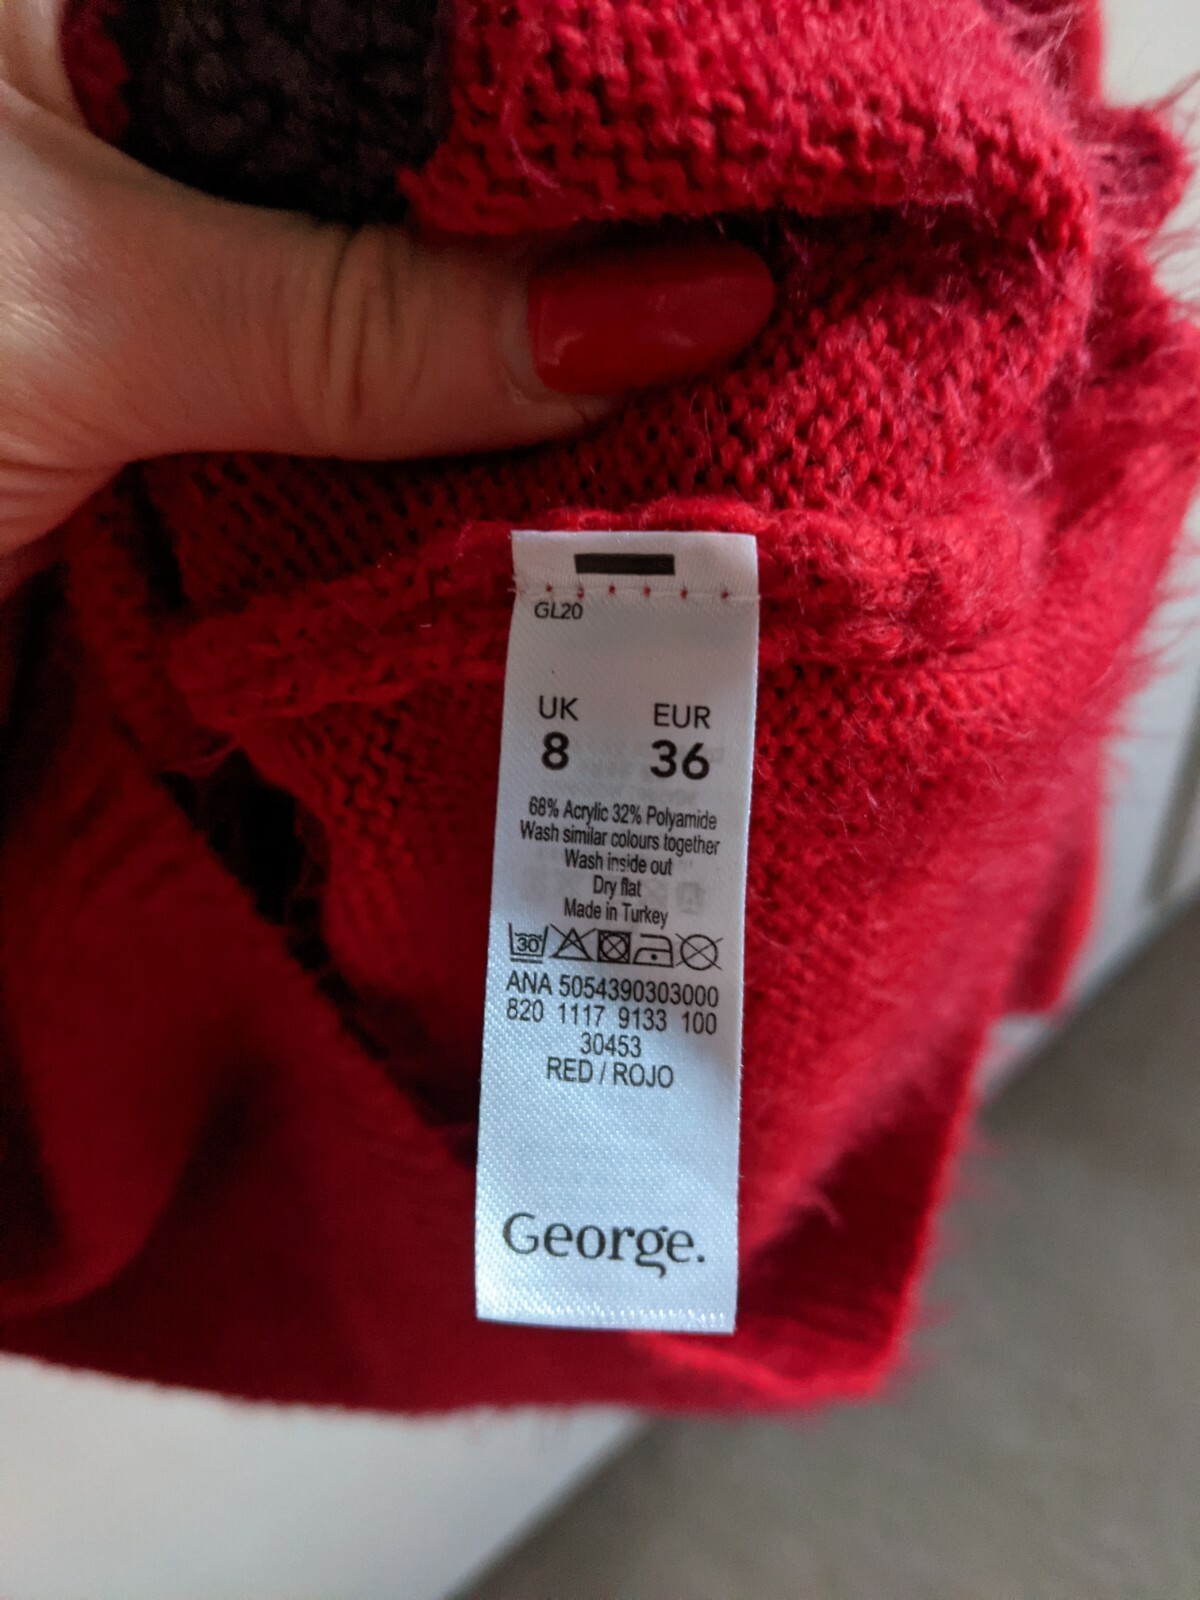 GL20
UK EUR
8 36
68% Acrylic 32% Polyamide
Wash similar colours together
Wash inside out
Dry flat
Made in Turkey
30
ANA 5054390303000
820 1117 9133 100
30453
RED / ROJO
George.